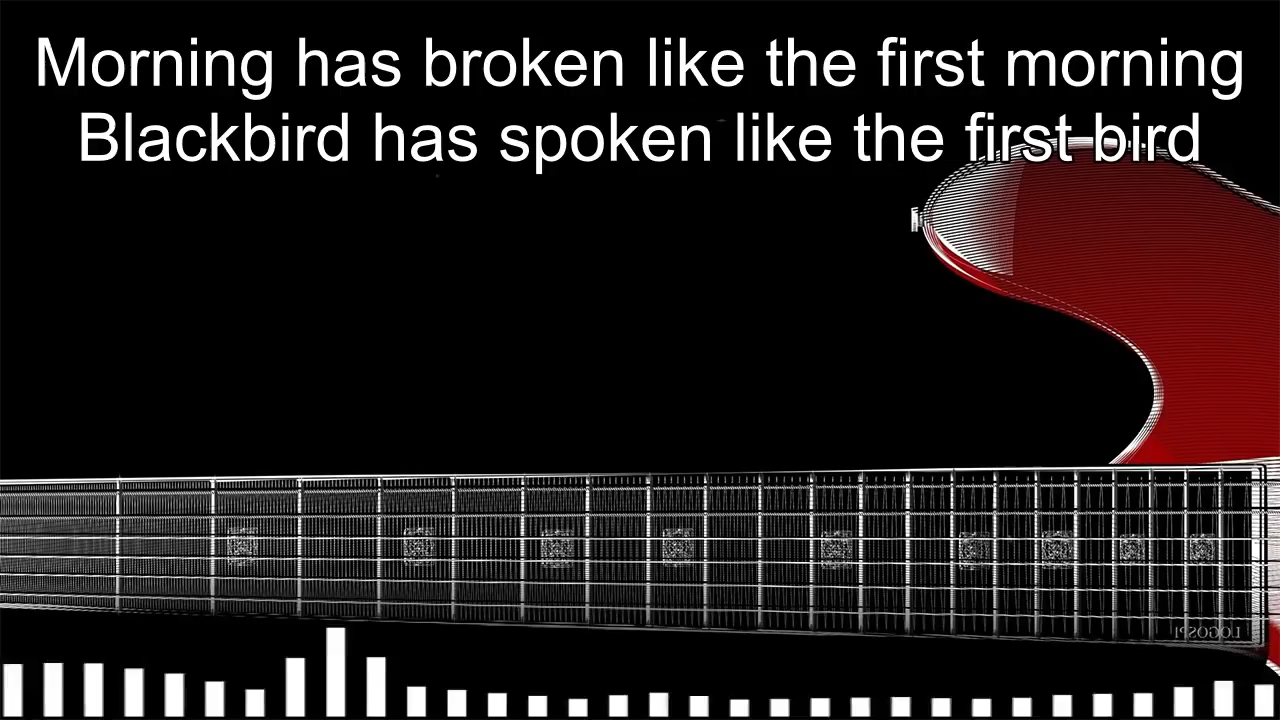 Morning has broken like the first morning
Blackbird has spoken like the first bird